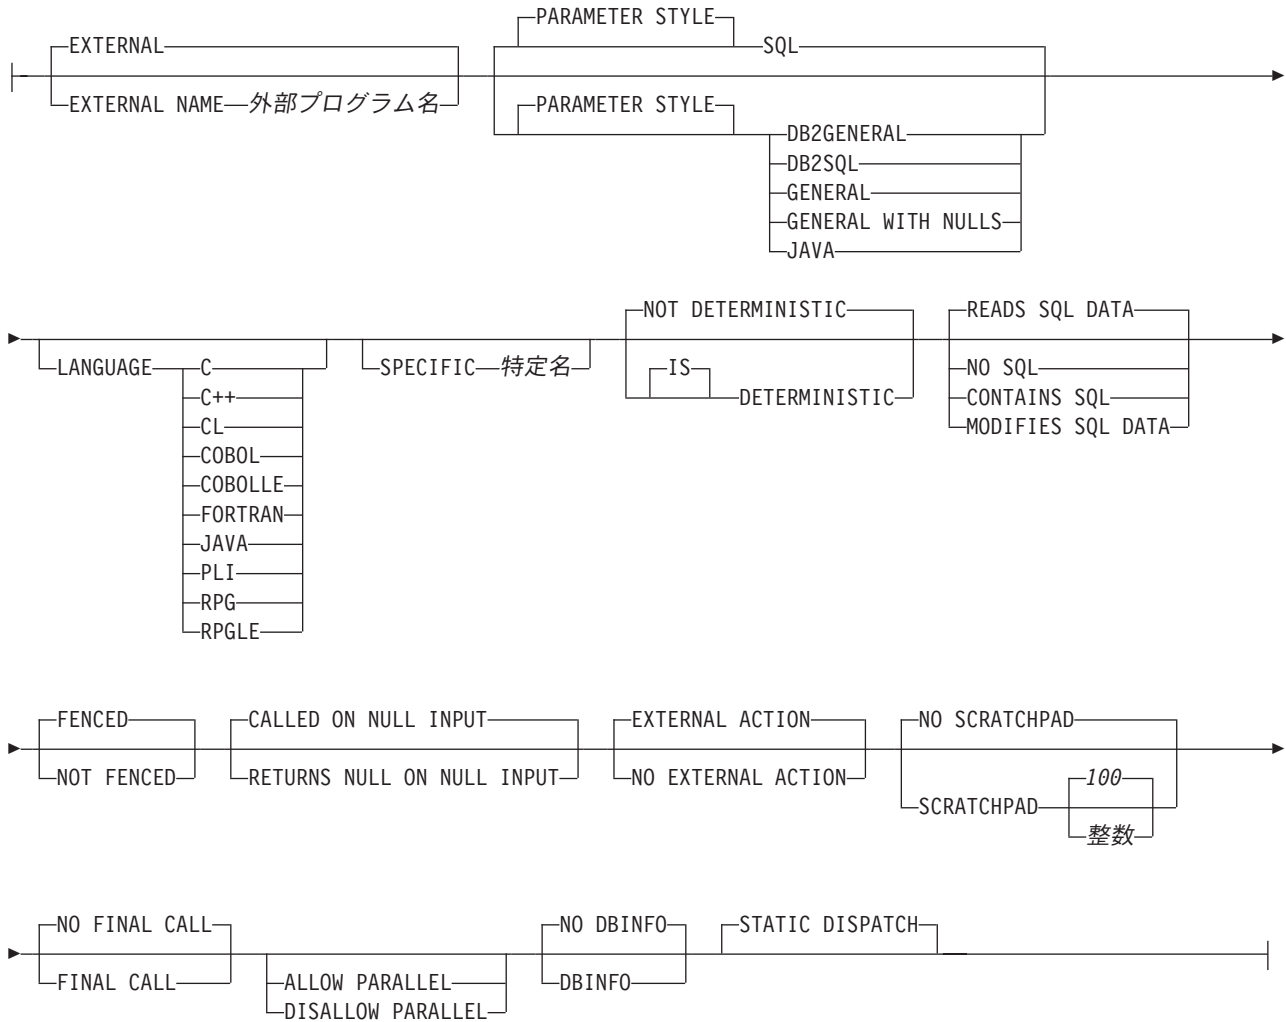 PARAMETER STYLE
EXTERNAL SQL
EXTERNAL NAME 外部プログラム名 PARAMETER STYLE
DB2GENERAL
DB2SQL
GENERAL
GENERAL WITH NULLS
JAVA
NOT DETERMINISTIC READS SQL DATA
LANGUAGE C SPECIFIC 特定名 IS NO SQL
C++ DETERMINISTIC CONTAINS SQL
CL MODIFIES SQL DATA
COBOL
COBOLLE
FORTRAN
JAVA
PLI
RPG
RPGLE
FENCED CALLED ON NULL INPUT EXTERNAL ACTION NO SCRATCHPAD
NOT FENCED RETURNS NULL ON NULL INPUT NO EXTERNAL ACTION 100
SCRATCHPAD
整数
NO FINAL CALL NO DBINFO STATIC DISPATCH
FINAL CALL ALLOW PARALLEL DBINFO
DISALLOW PARALLEL